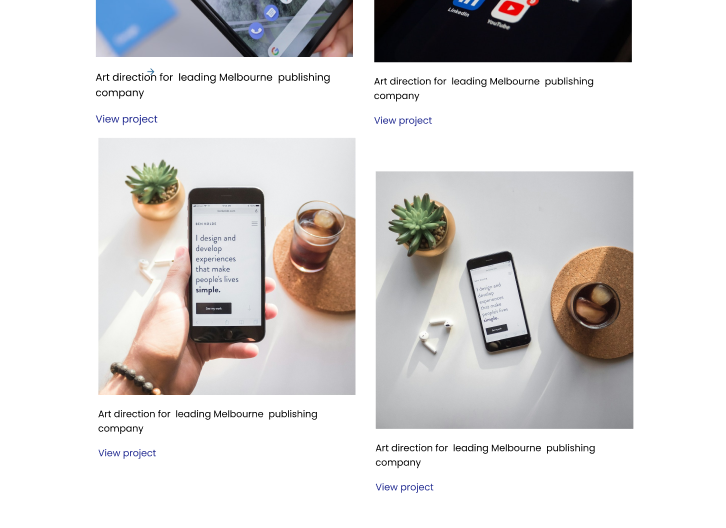 LinkedIn
YouTube
Art direction for leading Melbourne publishing
company
View project
Art direction for leading Melbourne publishing
company
View project
BEN HOLDS
I design and
develop
experiences
that make
people's lives
simple.
Art direction for leading Melbourne publishing
company
View project
I design and
develop
experiences
that make
people's lives
simple.
Art direction for leading Melbourne publishing
company
View project